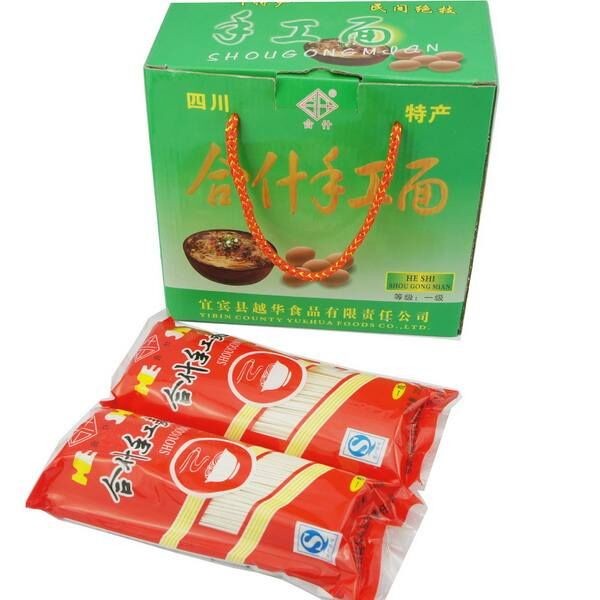 民间绝技
手工面
SHOUGONGMIAN
四川
合什
特产
合什手工面
HE SHI
SHOU GONG MIAN
等级：一级
宜宾县越华食品有限责任公司
YIBIN COUNTY YUEHUA FOODS CO.,LTD.
合什手工
合什手工